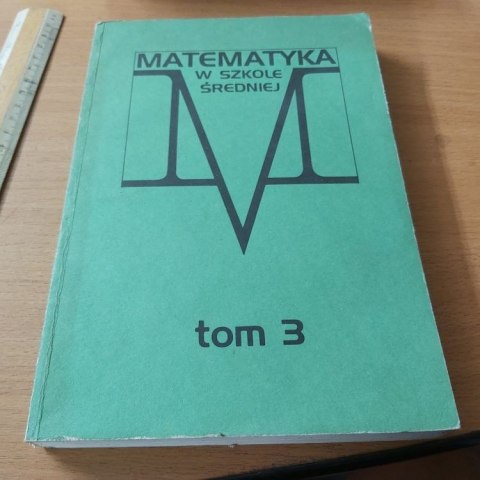 MATEMATYKA
W SZKOLE
ŚREDNIEJ
tom 3